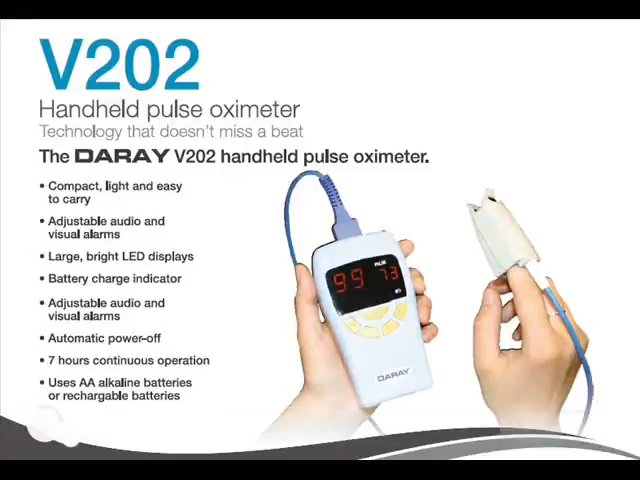 V202
Handheld pulse oximeter
Technology that doesn't miss a beat
The DARAY V202 handheld pulse oximeter.
• Compact, light and easy
to carry
• Adjustable audio and
visual alarms
• Large, bright LED displays
• Battery charge indicator
• Adjustable audio and
visual alarms
• Automatic power-off
• 7 hours continuous operation
• Uses AA alkaline batteries
or rechargable batteries
PULSE
99 73
DARAY